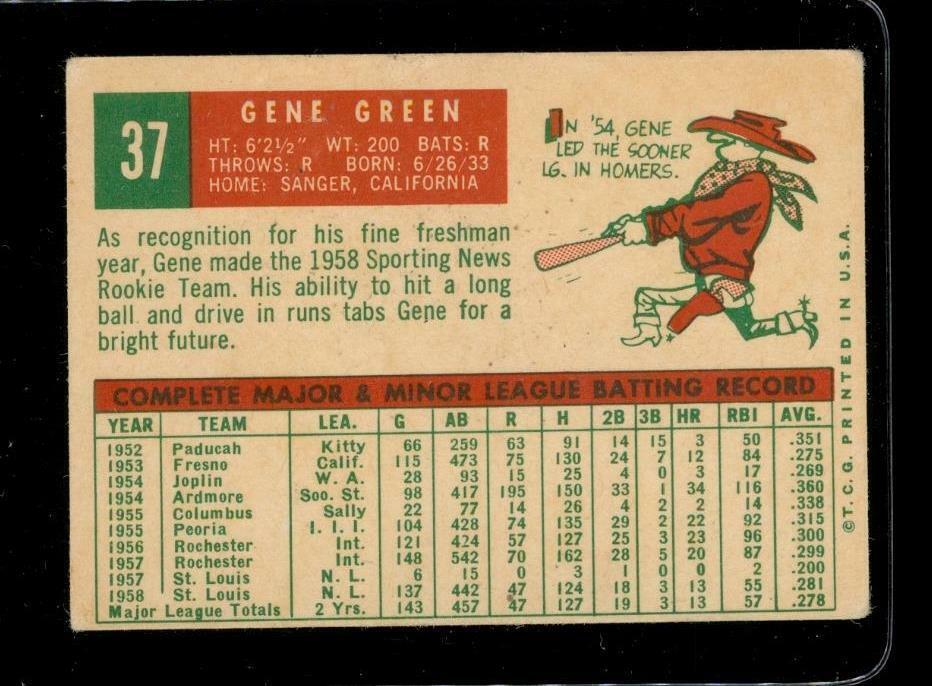 37
GENE GREEN
HT: 6'2½" WT: 200 BATS: R
THROWS: R BORN: 6/26/33
HOME: SANGER, CALIFORNIA
IN '54, GENE
LED THE SOONER
LG. IN HOMERS.
As recognition for his fine freshman
year, Gene made the 1958 Sporting News
Rookie Team. His ability to hit a long
ball and drive in runs tabs Gene for a
bright future.
COMPLETE MAJOR & MINOR LEAGUE BATTING RECORD
YEAR TEAM LEA. G AB R H 2B 3B HR RBI AVG.
1952 Paducah Kitty 66 259 63 91 14 15 3 50 .351
1953 Fresno Calif. 115 473 75 130 24 7 12 84 .275
1954 Joplin W. A. 28 93 15 25 4 0 3 17 .269
1954 Ardmore Soo. St. 98 417 195 150 33 1 34 116 .360
1955 Columbus Sally 22 77 14 26 4 2 2 14 .338
1955 Peoria I. I. I. 104 428 74 135 29 2 22 92 .315
1956 Rochester Int. 121 424 57 127 25 3 23 96 .300
1957 Rochester Int. 148 542 70 162 28 5 20 87 .299
1957 St. Louis N. L. 6 15 0 3 1 0 0 2 .200
1958 St. Louis N. L. 137 442 47 124 18 3 13 55 .281
Major League Totals 2 Yrs. 143 457 47 127 19 3 13 57 .278
©T. C. G. PRINTED IN U.S.A.